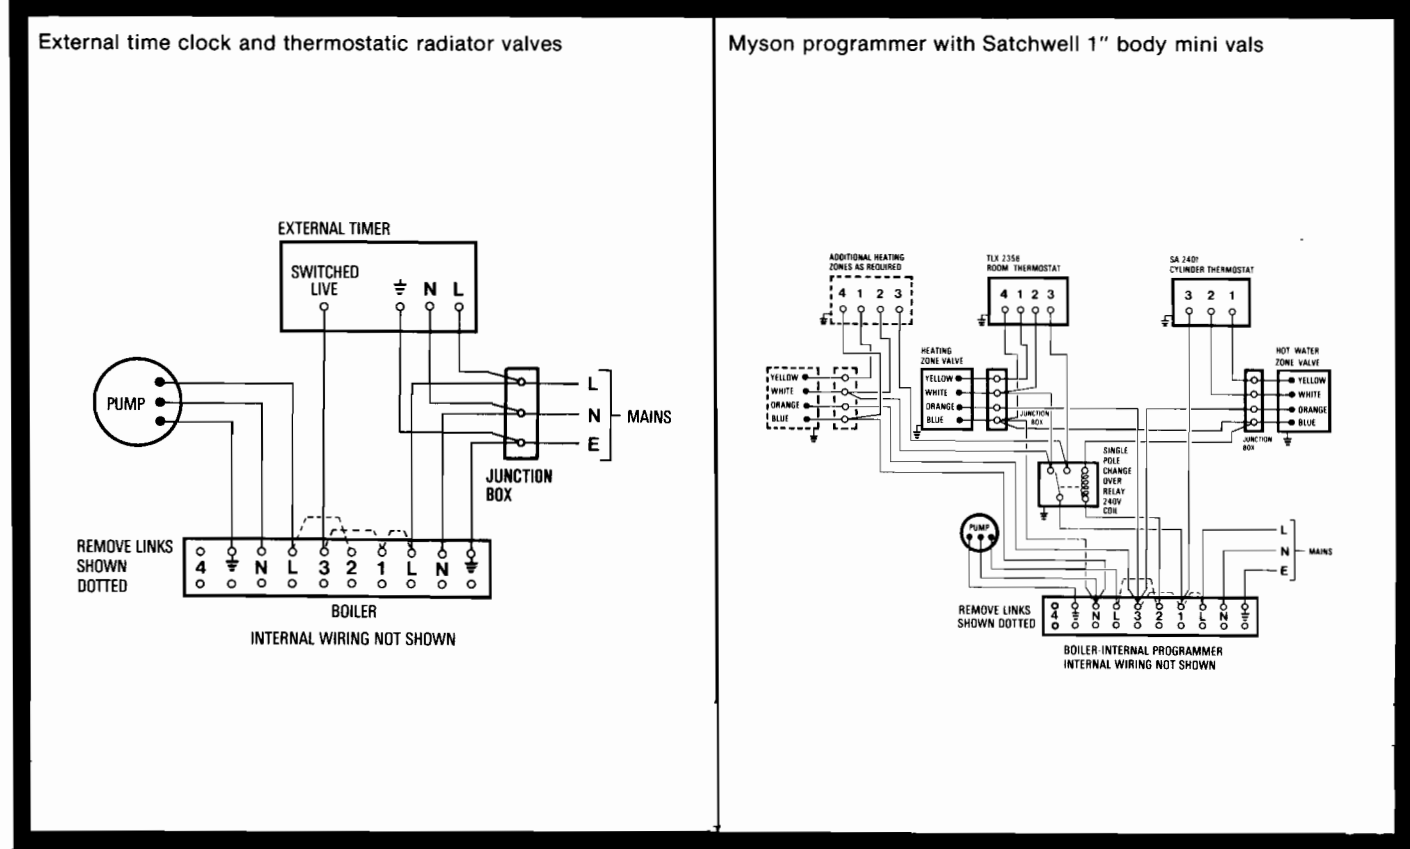 External time clock and thermostatic radiator valves
EXTERNAL TIMER
SWITCHED
LIVE
N L
PUMP
L
N
E
MAINS
JUNCTION
BOX
REMOVE LINKS
SHOWN
DOTTED
4 N L 3 2 1 L N
BOILER
INTERNAL WIRING NOT SHOWN
Myson programmer with Satchwell 1" body mini vals
ADDITIONAL HEATING
ZONES AS REQUIRED
4 1 2 3
TLX 2356
ROOM THERMOSTAT
4 1 2 3
SA 2401
CYLINDER THERMOSTAT
3 2 1
YELLOW
WHITE
ORANGE
BLUE
HEATING
ZONE VALVE
YELLOW
WHITE
ORANGE
BLUE
JUNCTION
BOX
HOT WATER
ZONE VALVE
YELLOW
WHITE
ORANGE
BLUE
JUNCTION
BOX
SINGLE
POLE
CHANGE
OVER
RELAY
240V
COIL
PUMP
L
N
E
MAINS
REMOVE LINKS
SHOWN DOTTED
4 N L 3 2 1 L N
BOILER-INTERNAL PROGRAMMER
INTERNAL WIRING NOT SHOWN